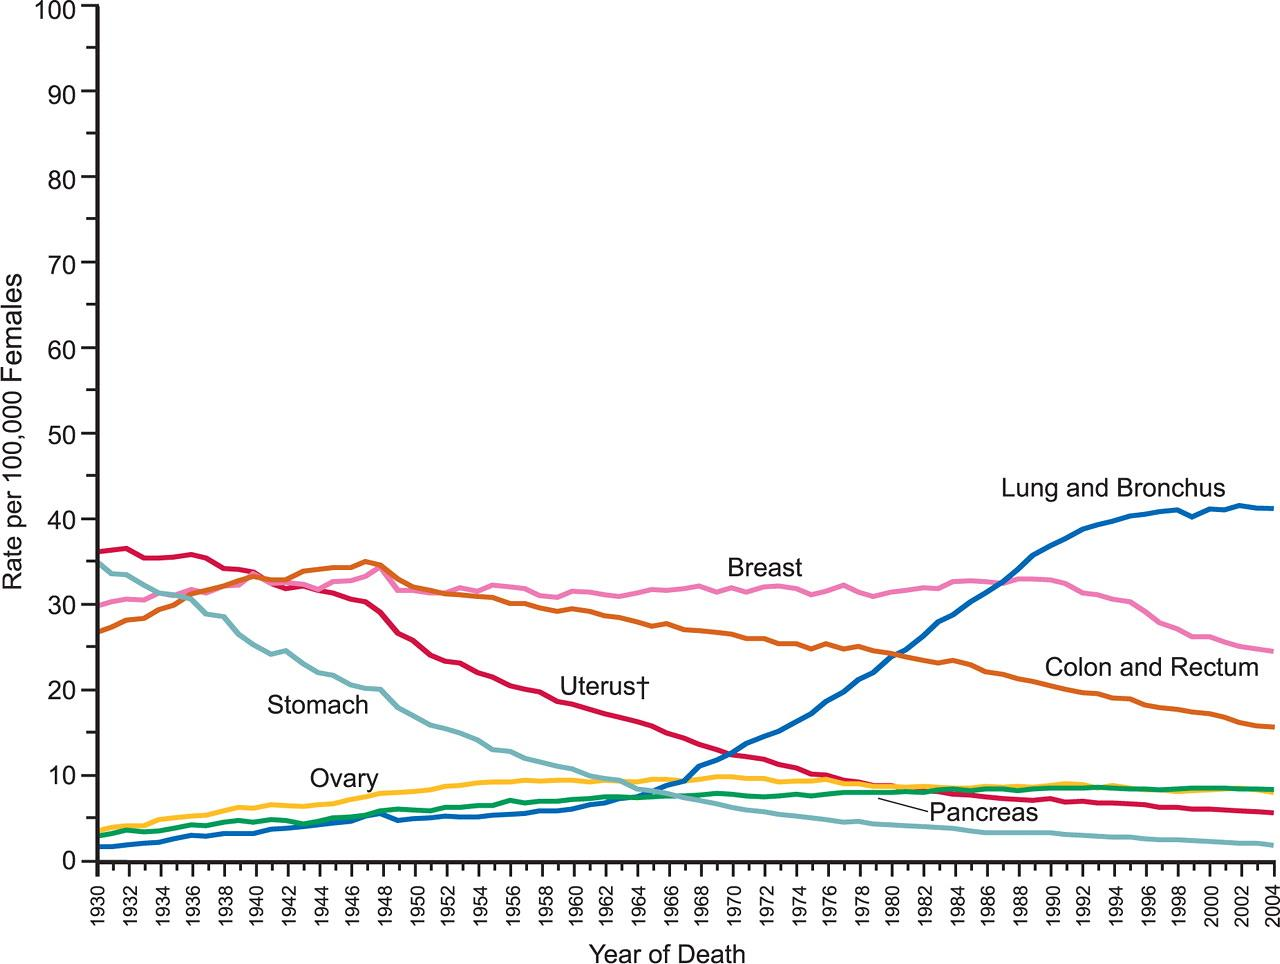 100
90
80
70
60
50
40
30
20
10
0
Rate per 100,000 Females
Lung and Bronchus
Breast
Colon and Rectum
Uterus†
Stomach
Ovary
Pancreas
1930 1932 1934 1936 1938 1940 1942 1944 1946 1948 1950 1952 1954 1956 1958 1960 1962 1964 1966 1968 1970 1972 1974 1976 1978 1980 1982 1984 1986 1988 1990 1992 1994 1996 1998 2000 2002 2004
Year of Death